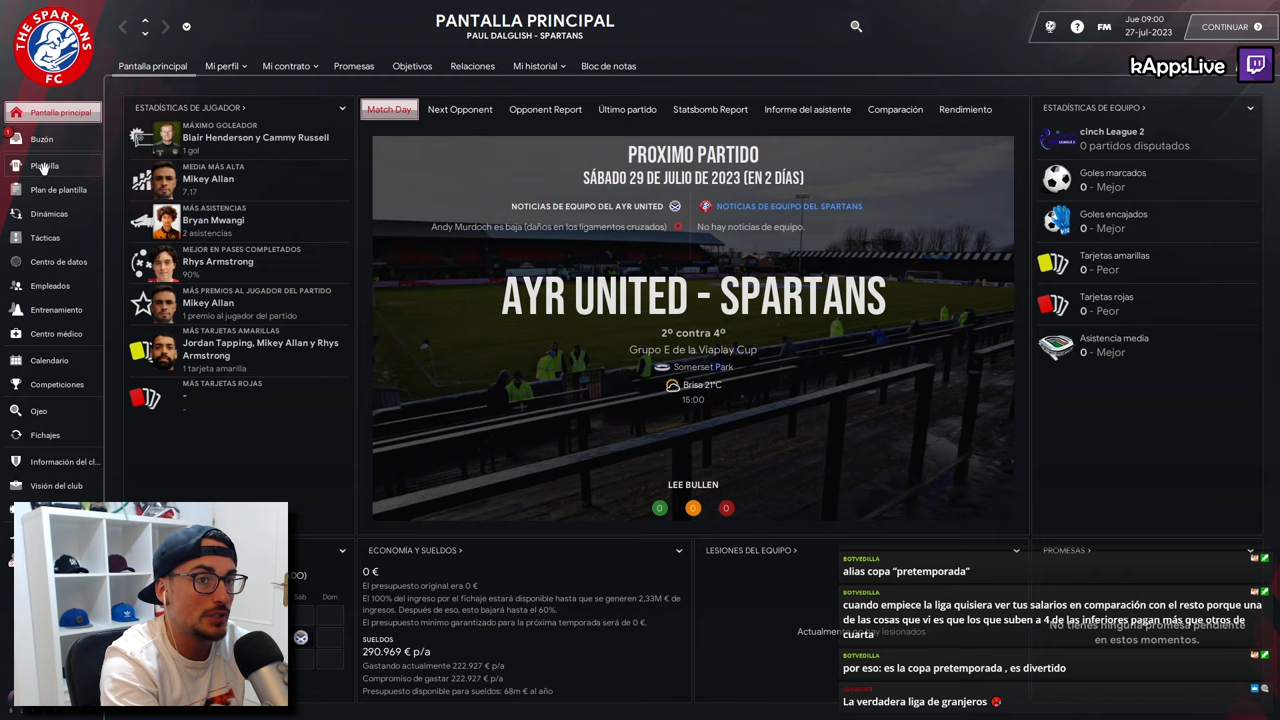 THE SPARTANS
FC
PANTALLA PRINCIPAL
PAUL DALGLISH - SPARTANS
?
FM
Jue 09:00
27-jul-2023
CONTINUAR
Pantalla principal
Mi perfil
Mi contrato
Promesas
Objetivos
Relaciones
Mi historial
Bloc de notas
kAppsLive
Pantalla principal
1
Buzón
Plantilla
Plan de plantilla
Dinámicas
Tácticas
Centro de datos
Empleados
Entrenamiento
Centro médico
Calendario
Competiciones
Ojeo
Fichajes
Información del cl...
Visión del club
ESTADÍSTICAS DE JUGADOR >
MÁXIMO GOLEADOR
Blair Henderson y Cammy Russell
1 gol
MEDIA MÁS ALTA
Mikey Allan
7,17
MÁS ASISTENCIAS
Bryan Mwangi
2 asistencias
MEJOR EN PASES COMPLETADOS
Rhys Armstrong
90%
MÁS PREMIOS AL JUGADOR DEL PARTIDO
Mikey Allan
1 premio al jugador del partido
MÁS TARJETAS AMARILLAS
Jordan Tapping, Mikey Allan y Rhys
Armstrong
1 tarjeta amarilla
MÁS TARJETAS ROJAS
-
-
Match Day
Next Opponent
Opponent Report
Último partido
Statsbomb Report
Informe del asistente
Comparación
Rendimiento
PROXIMO PARTIDO
SÁBADO 29 DE JULIO DE 2023 (EN 2 DÍAS)
NOTICIAS DE EQUIPO DEL AYR UNITED
NOTICIAS DE EQUIPO DEL SPARTANS
Andy Murdoch es baja (daños en los ligamentos cruzados)
No hay noticias de equipo.
AYR UNITED - SPARTANS
2º contra 4º
Grupo E de la Viaplay Cup
Somerset Park
Brisa 21°C
15:00
LEE BULLEN
0
0
0
ESTADÍSTICAS DE EQUIPO >
cinch League 2
0 partidos disputados
Goles marcados
0 - Mejor
Goles encajados
0 - Mejor
Tarjetas amarillas
0 - Peor
Tarjetas rojas
0 - Peor
Asistencia media
0 - Mejor
Sáb
Dom
ECONOMÍA Y SUELDOS >
0 €
El presupuesto original era 0 €
El 100% del ingreso por el fichaje estará disponible hasta que se generen 2,33M € de
ingresos. Después de eso, esto bajará hasta el 60%.
El presupuesto mínimo garantizado para la próxima temporada será de 0 €.
SUELDOS
290.969 € p/a
Gastando actualmente 222.927 € p/a
Compromiso de gastar 222.927 € p/a
Presupuesto disponible para sueldos: 68m € al año
LESIONES DEL EQUIPO >
PROMESAS >
No tienes ninguna promesa pendiente
en estos momentos.
BOTVEDILLA
alias copa “pretemporada”
BOTVEDILLA
cuando empiece la liga quisiera ver tus salarios en comparación con el resto porque una
de las cosas que vi es que los que suben a 4 de las inferiores pagan más que otros de
cuarta
BOTVEDILLA
por eso: es la copa pretemporada , es divertido
La verdadera liga de granjeros